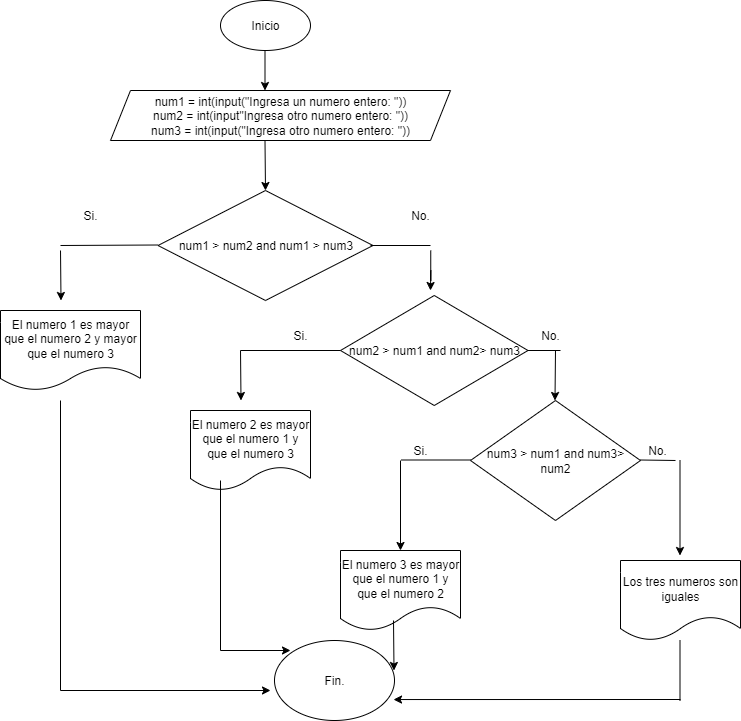 Inicio
num1 = int(input("Ingresa un numero entero: "))
num2 = int(input"Ingresa otro numero entero: "))
num3 = int(input("Ingresa otro numero entero: "))
Si.
No.
num1 > num2 and num1 > num3
El numero 1 es mayor
que el numero 2 y mayor
que el numero 3
Si.
No.
num2 > num1 and num2> num3
El numero 2 es mayor
que el numero 1 y
que el numero 3
Si.
No.
num3 > num1 and num3>
num2
El numero 3 es mayor
que el numero 1 y
que el numero 2
Los tres numeros son
iguales
Fin.